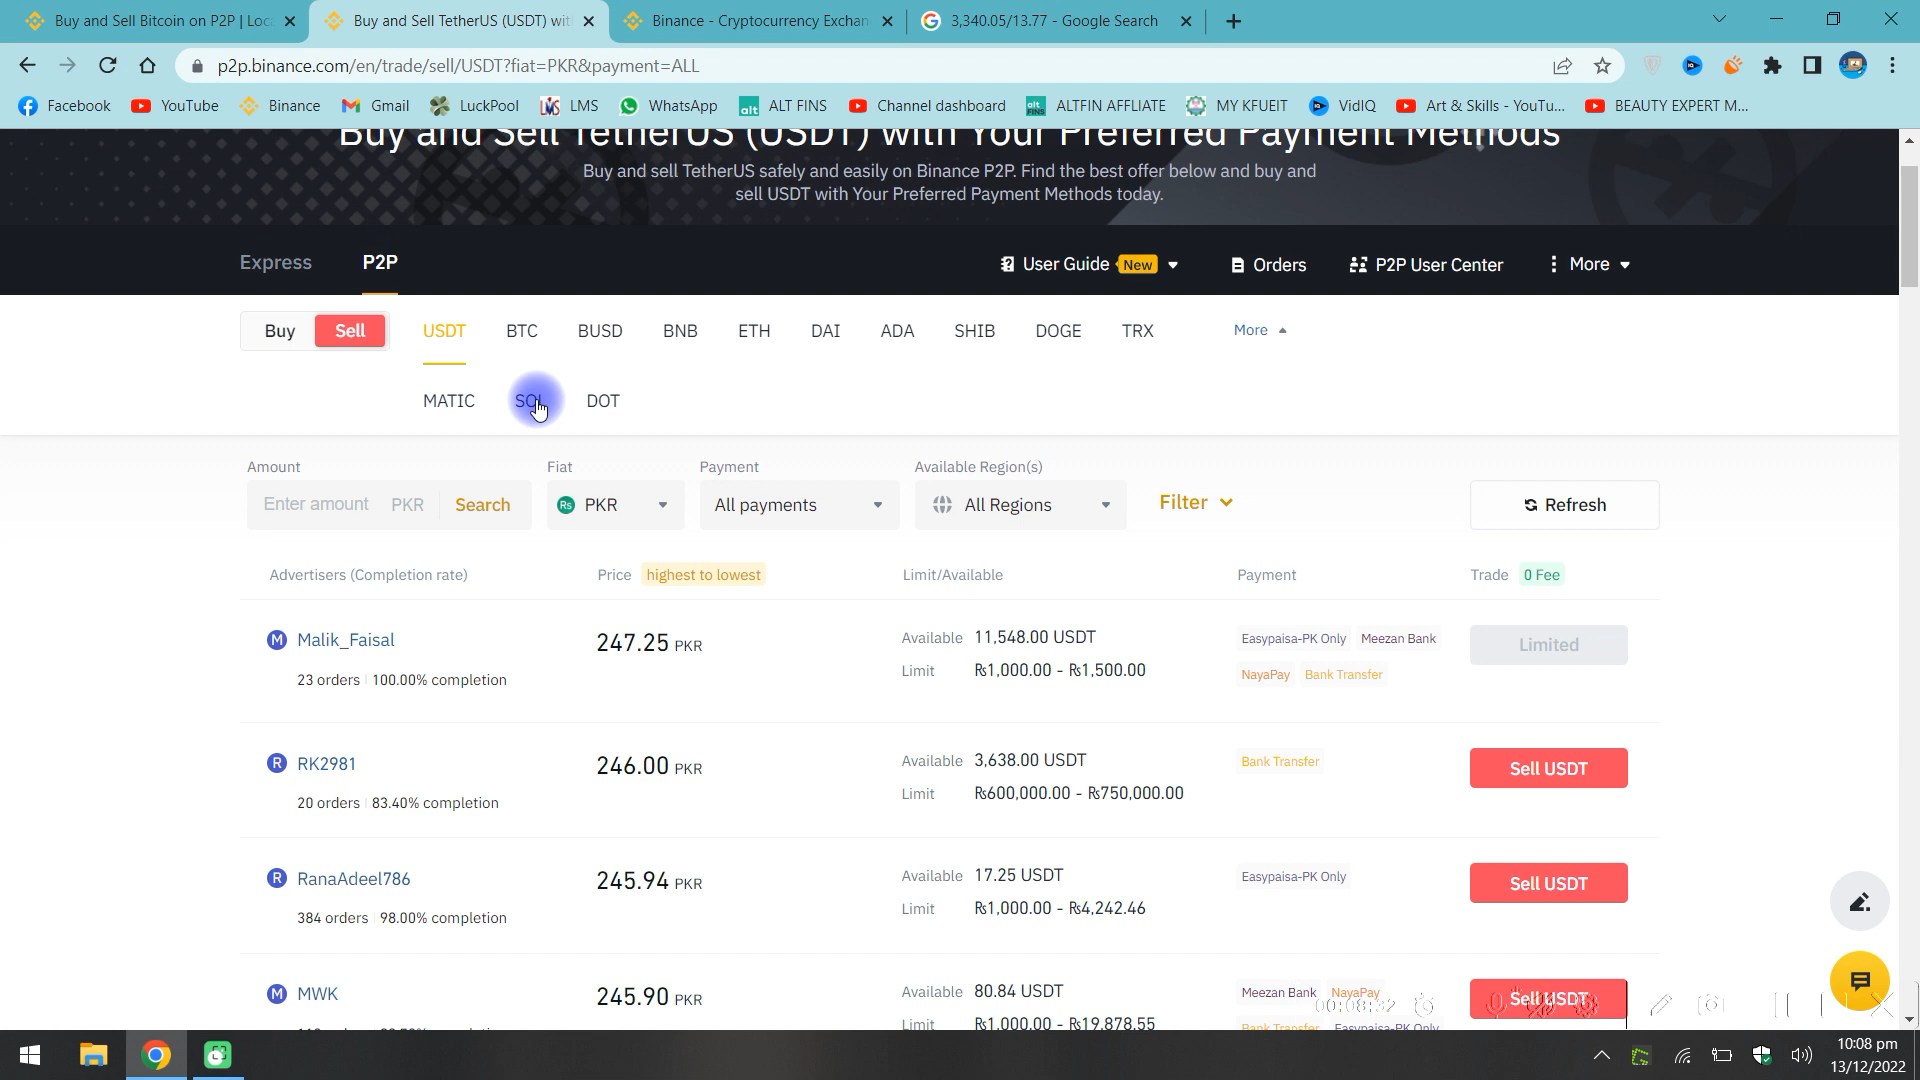 Buy and Sell Bitcoin on P2P | Loca
Buy and Sell TetherUS (USDT) wit
Binance - Cryptocurrency Exchan
3,340.05/13.77 - Google Search
p2p.binance.com/en/trade/sell/USDT?fiat=PKR&payment=ALL
Facebook YouTube Binance Gmail LuckPool LMS WhatsApp ALT FINS Channel dashboard ALTFIN AFFLIATE MY KFUEIT VidIQ Art & Skills - YouTu... BEAUTY EXPERT M...
Buy and Sell TetherUS (USDT) with Your Preferred Payment Methods
Buy and sell TetherUS safely and easily on Binance P2P. Find the best offer below and buy and
sell USDT with Your Preferred Payment Methods today.
Express P2P User Guide New Orders P2P User Center More
Buy Sell USDT BTC BUSD BNB ETH DAI ADA SHIB DOGE TRX More
MATIC SOL DOT
Amount Fiat Payment Available Region(s)
Enter amount PKR Search Rs PKR All payments All Regions Filter Refresh
Advertisers (Completion rate) Price highest to lowest Limit/Available Payment Trade 0 Fee
M Malik_Faisal 247.25 PKR Available 11,548.00 USDT Easypaisa-PK Only Meezan Bank Limited
23 orders | 100.00% completion Limit ₨1,000.00 - ₨1,500.00 NayaPay Bank Transfer
R RK2981 246.00 PKR Available 3,638.00 USDT Bank Transfer Sell USDT
20 orders | 83.40% completion Limit ₨600,000.00 - ₨750,000.00
R RanaAdeel786 245.94 PKR Available 17.25 USDT Easypaisa-PK Only Sell USDT
384 orders | 98.00% completion Limit ₨1,000.00 - ₨4,242.46
M MWK 245.90 PKR Available 80.84 USDT Meezan Bank NayaPay Sell USDT
00:08:32
Limit ₨1,000.00 - ₨19,878.55 Bank Transfer Easypaisa-PK Only
10:08 pm
13/12/2022